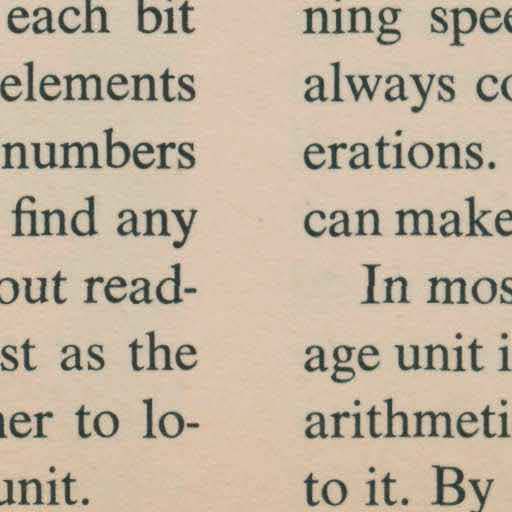 each bit
elements
numbers
find any
out read-
st as the
er to lo-
unit.
ning spee
always co
erations.
can make
In mos
age unit i
arithmeti
to it. By